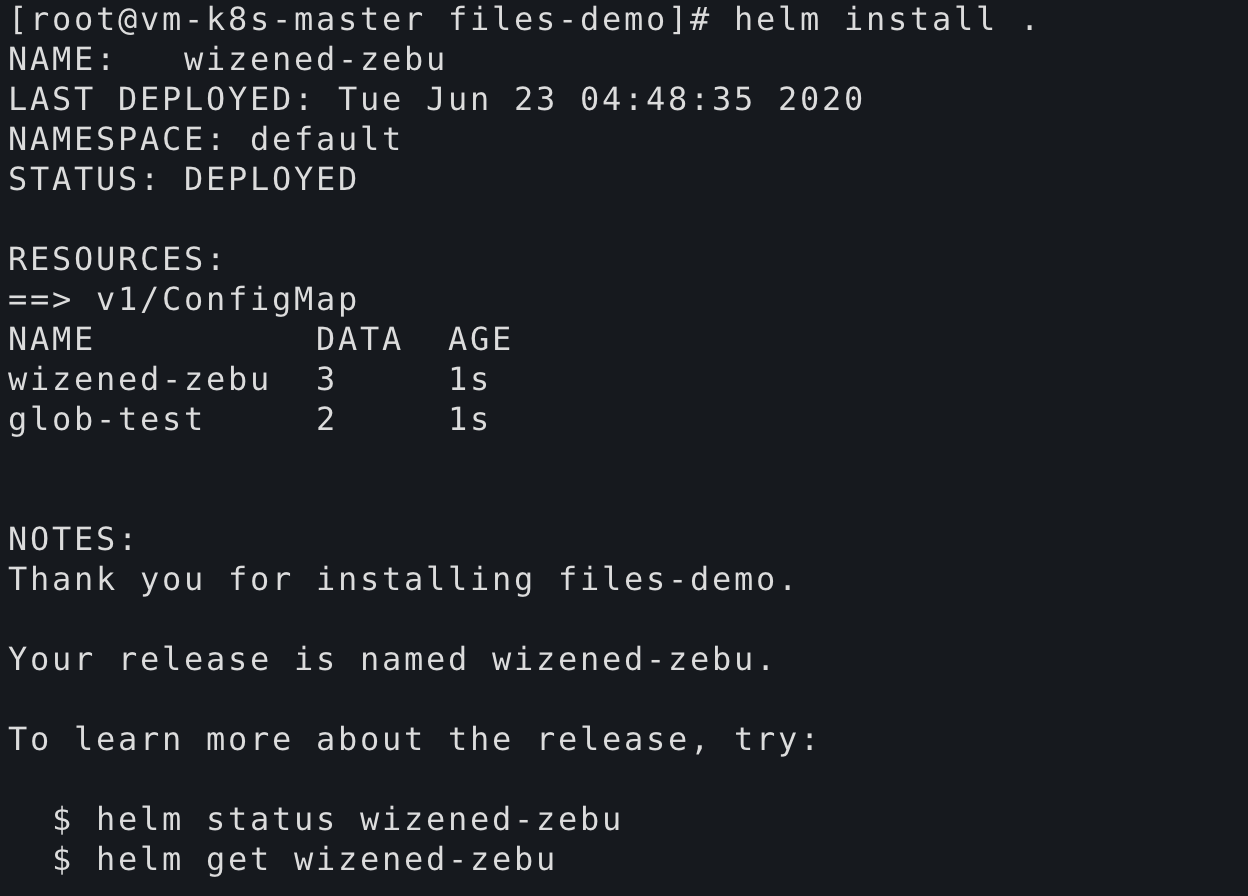 [root@vm-k8s-master files-demo]# helm install .
NAME:   wizened-zebu
LAST DEPLOYED: Tue Jun 23 04:48:35 2020
NAMESPACE: default
STATUS: DEPLOYED

RESOURCES:
==> v1/ConfigMap
NAME          DATA  AGE
wizened-zebu  3     1s
glob-test     2     1s


NOTES:
Thank you for installing files-demo.

Your release is named wizened-zebu.

To learn more about the release, try:

  $ helm status wizened-zebu
  $ helm get wizened-zebu